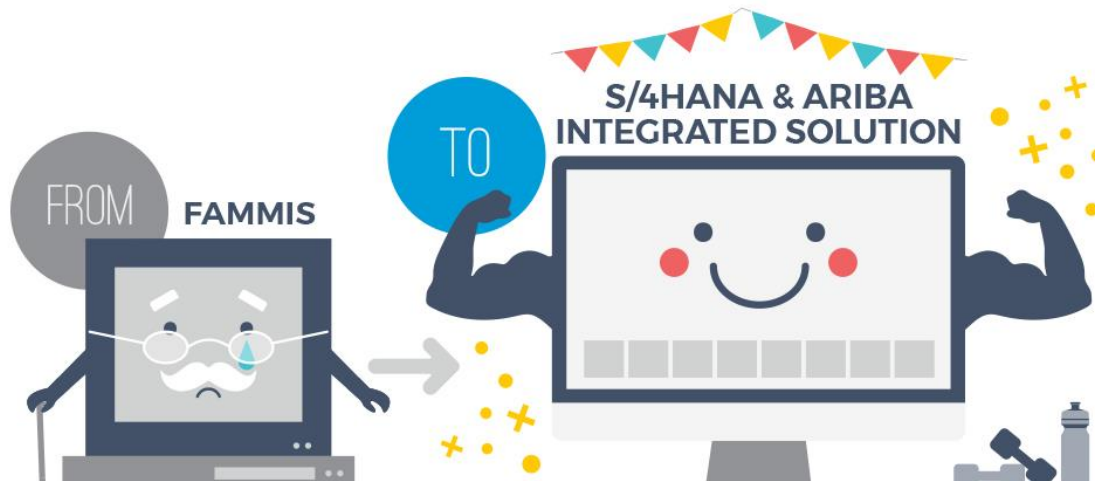 FROM
FAMMIS
TO
S/4HANA & ARIBA
INTEGRATED SOLUTION